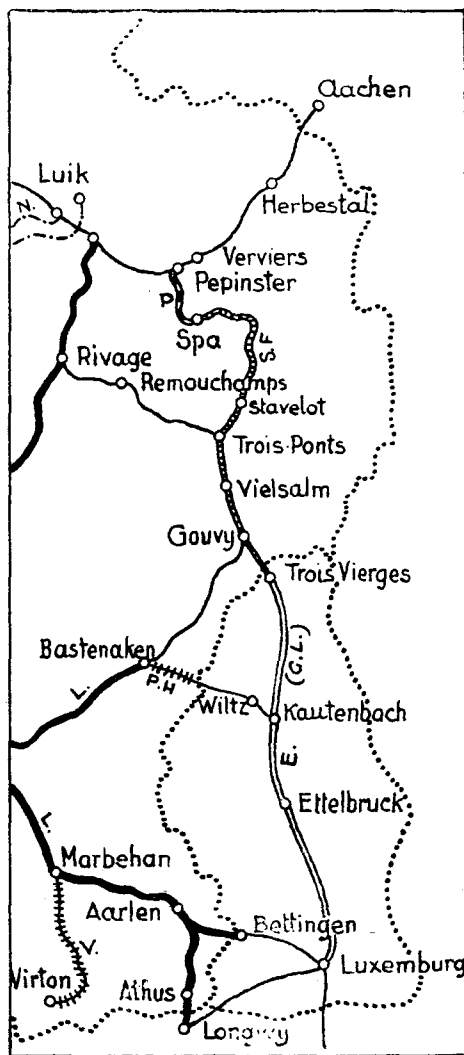 Aachen
Luik
N.
Herbestal
Verviers
Pepinster
P.
Spa
S.F
Rivage
Remouchamps
Stavelot
Trois-Ponts
Vielsalm
Gouvy
Trois Vierges
(G.L.)
Bastenaken
P.H
L.
Wiltz
Kautenbach
E.
Ettelbruck
L.
Marbehan
Aarlen
Bettingen
V.
Luxemburg
Virton
Athus
Longwy